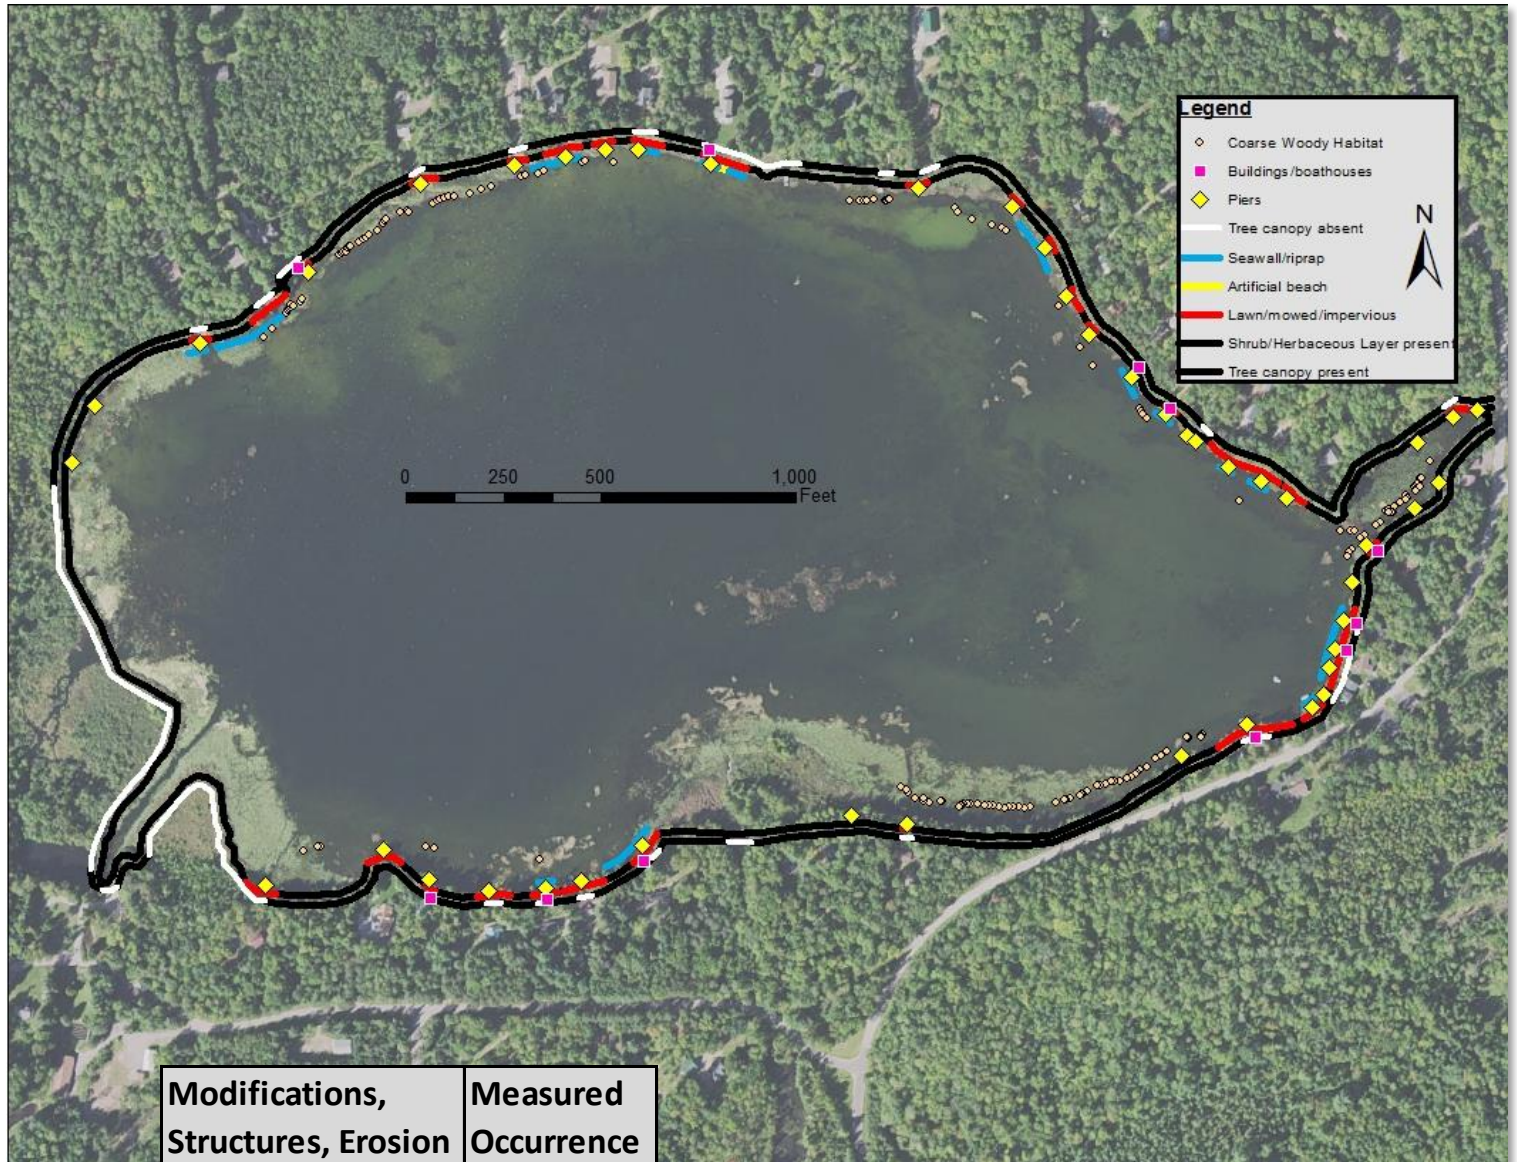 Legend
Coarse Woody Habitat
Buildings/boathouses
Piers
Tree canopy absent
Seawall/riprap
Artificial beach
Lawn/mowed/impervious
Shrub/Herbaceous Layer present
Tree canopy present
N
0 250 500 1,000
Feet
Modifications, Measured
Structures, Erosion Occurrence